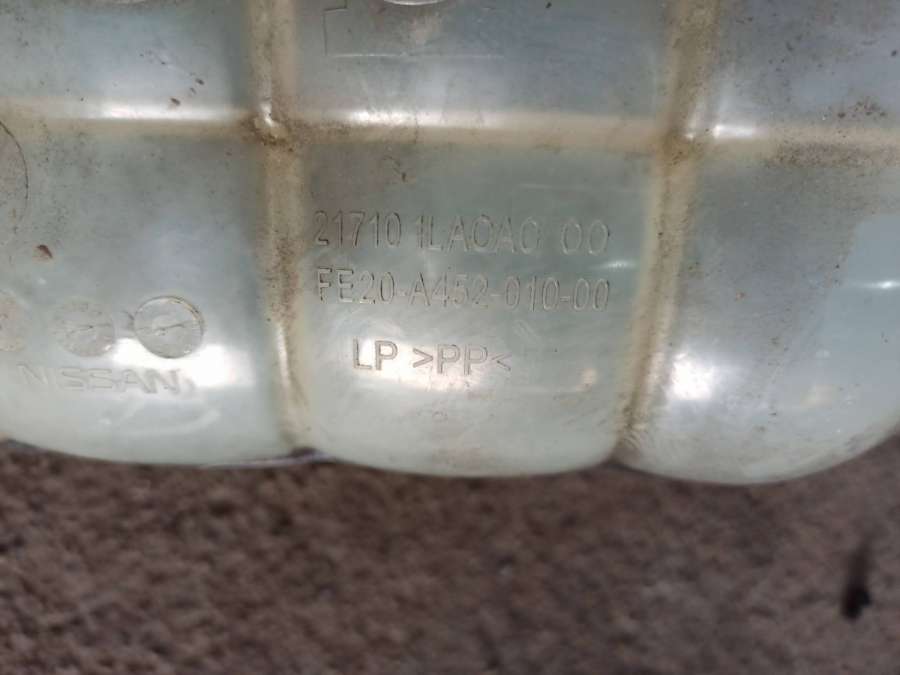 21710 1LA0A0 00
FE20-A452-010-00
LP >PP<
NISSAN